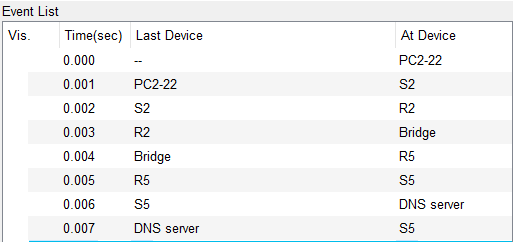 Event List
Vis. Time(sec) Last Device At Device
0.000 -- PC2-22
0.001 PC2-22 S2
0.002 S2 R2
0.003 R2 Bridge
0.004 Bridge R5
0.005 R5 S5
0.006 S5 DNS server
0.007 DNS server S5